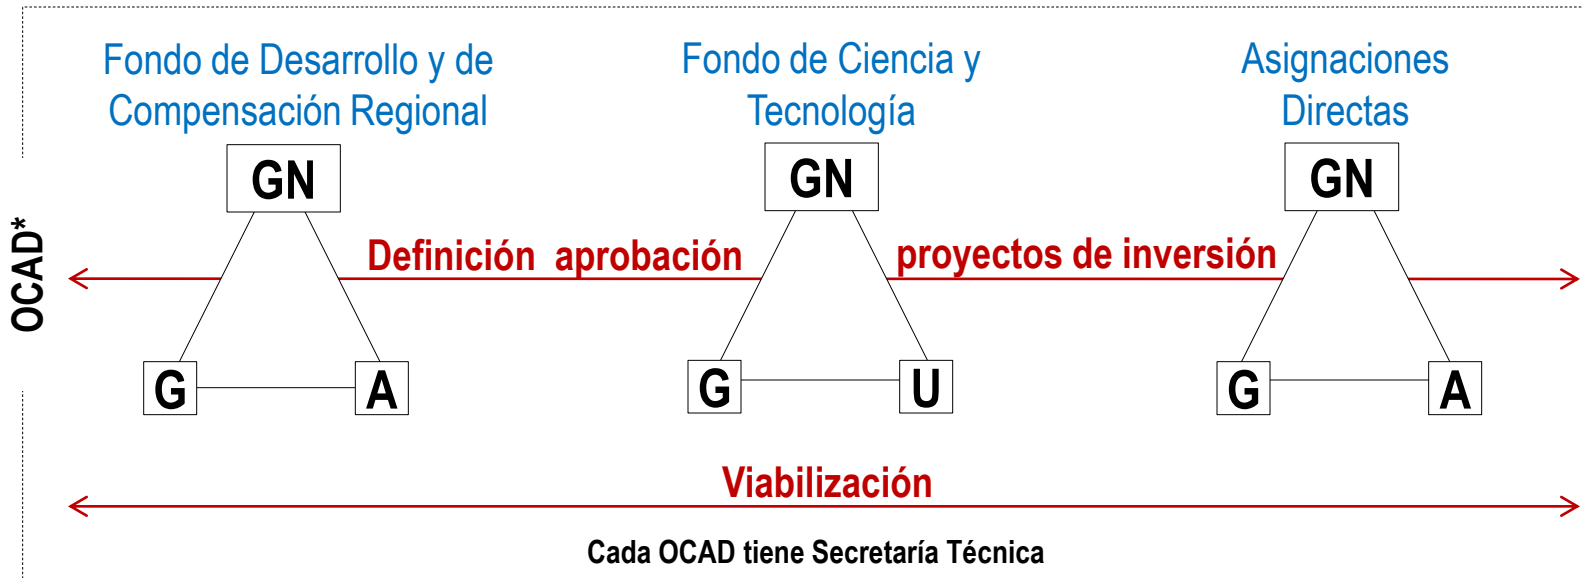 Fondo de Desarrollo y de
Compensación Regional
Fondo de Ciencia y
Tecnología
Asignaciones
Directas
GN
GN
GN
OCAD*
Definición aprobación
proyectos de inversión
G
A
G
U
G
A
Viabilización
Cada OCAD tiene Secretaría Técnica